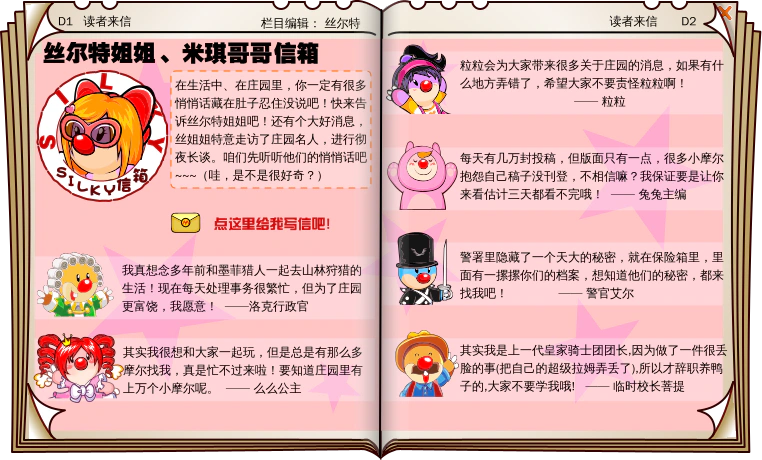 D1 读者来信
栏目编辑： 丝尔特
丝尔特姐姐、米琪哥哥信箱
SILKY
SILKY信箱
在生活中、在庄园里，你一定有很多
悄悄话藏在肚子忍住没说吧！快来告
诉丝尔特姐姐吧！还有个大好消息，
丝姐姐特意走访了庄园名人，进行彻
夜长谈。咱们先听听他们的悄悄话吧
~~~（哇，是不是很好奇？）
点这里给我写信吧!
我真想念多年前和墨菲猎人一起去山林狩猎的
生活！现在每天处理事务很繁忙，但为了庄园
更富饶，我愿意！ ——洛克行政官
其实我很想和大家一起玩，但是总是有那么多
摩尔找我，真是忙不过来啦！要知道庄园里有
上万个小摩尔呢。 —— 么么公主
读者来信 D2
粒粒会为大家带来很多关于庄园的消息，如果有什
么地方弄错了，希望大家不要责怪粒粒啊！
—— 粒粒
每天有几万封投稿，但版面只有一点，很多小摩尔
抱怨自己稿子没刊登，不相信嘛？我保证要是让你
来看估计三天都看不完哦！ —— 兔兔主编
警署里隐藏了一个天大的秘密，就在保险箱里，里
面有一摞摞你们的档案，想知道他们的秘密，都来
找我吧！ —— 警官艾尔
其实我是上一代皇家骑士团团长,因为做了一件很丢
脸的事(把自己的超级拉姆弄丢了),所以才辞职养鸭
子的,大家不要学我哦! —— 临时校长菩提